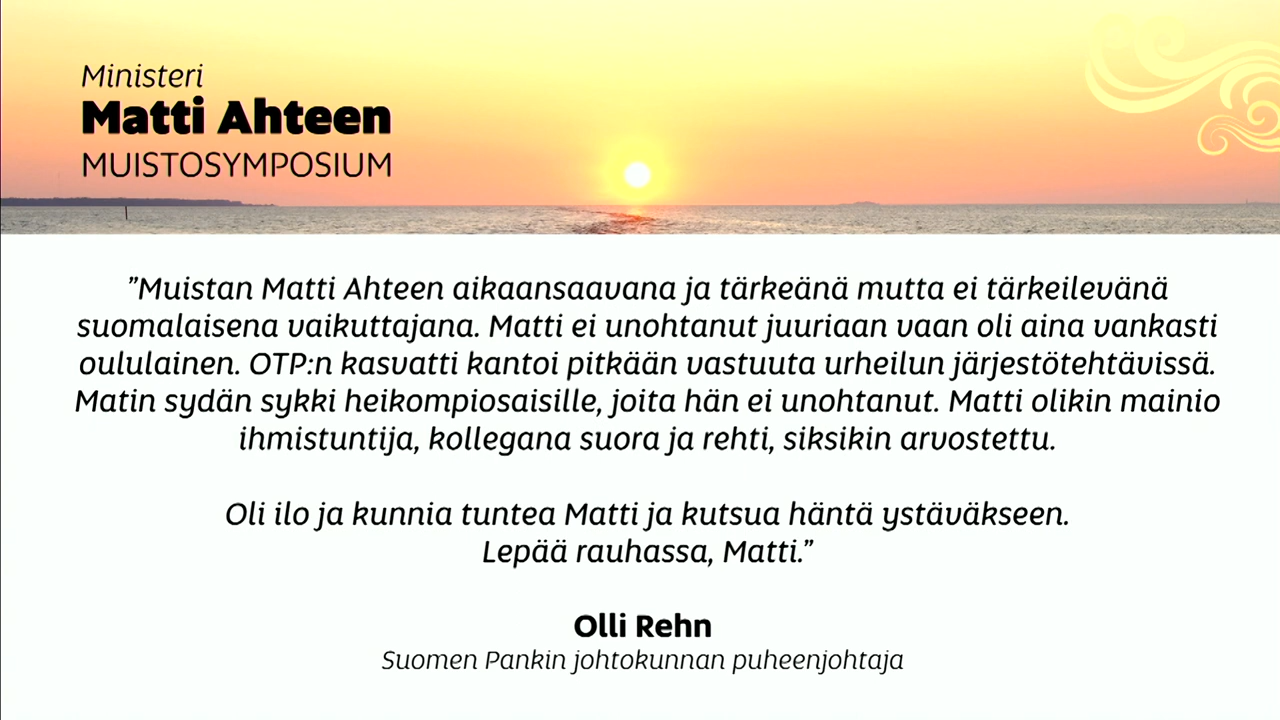 Ministeri
Matti Ahteen
MUISTOSYMPOSIUM
”Muistan Matti Ahteen aikaansaavana ja tärkeänä mutta ei tärkeilevänä
suomalaisena vaikuttajana. Matti ei unohtanut juuriaan vaan oli aina vankasti
oululainen. OTP:n kasvatti kantoi pitkään vastuuta urheilun järjestötehtävissä.
Matin sydän sykki heikompiosaisille, joita hän ei unohtanut. Matti olikin mainio
ihmistuntija, kollegana suora ja rehti, siksikin arvostettu.
Oli ilo ja kunnia tuntea Matti ja kutsua häntä ystäväkseen.
Lepää rauhassa, Matti.”
Olli Rehn
Suomen Pankin johtokunnan puheenjohtaja